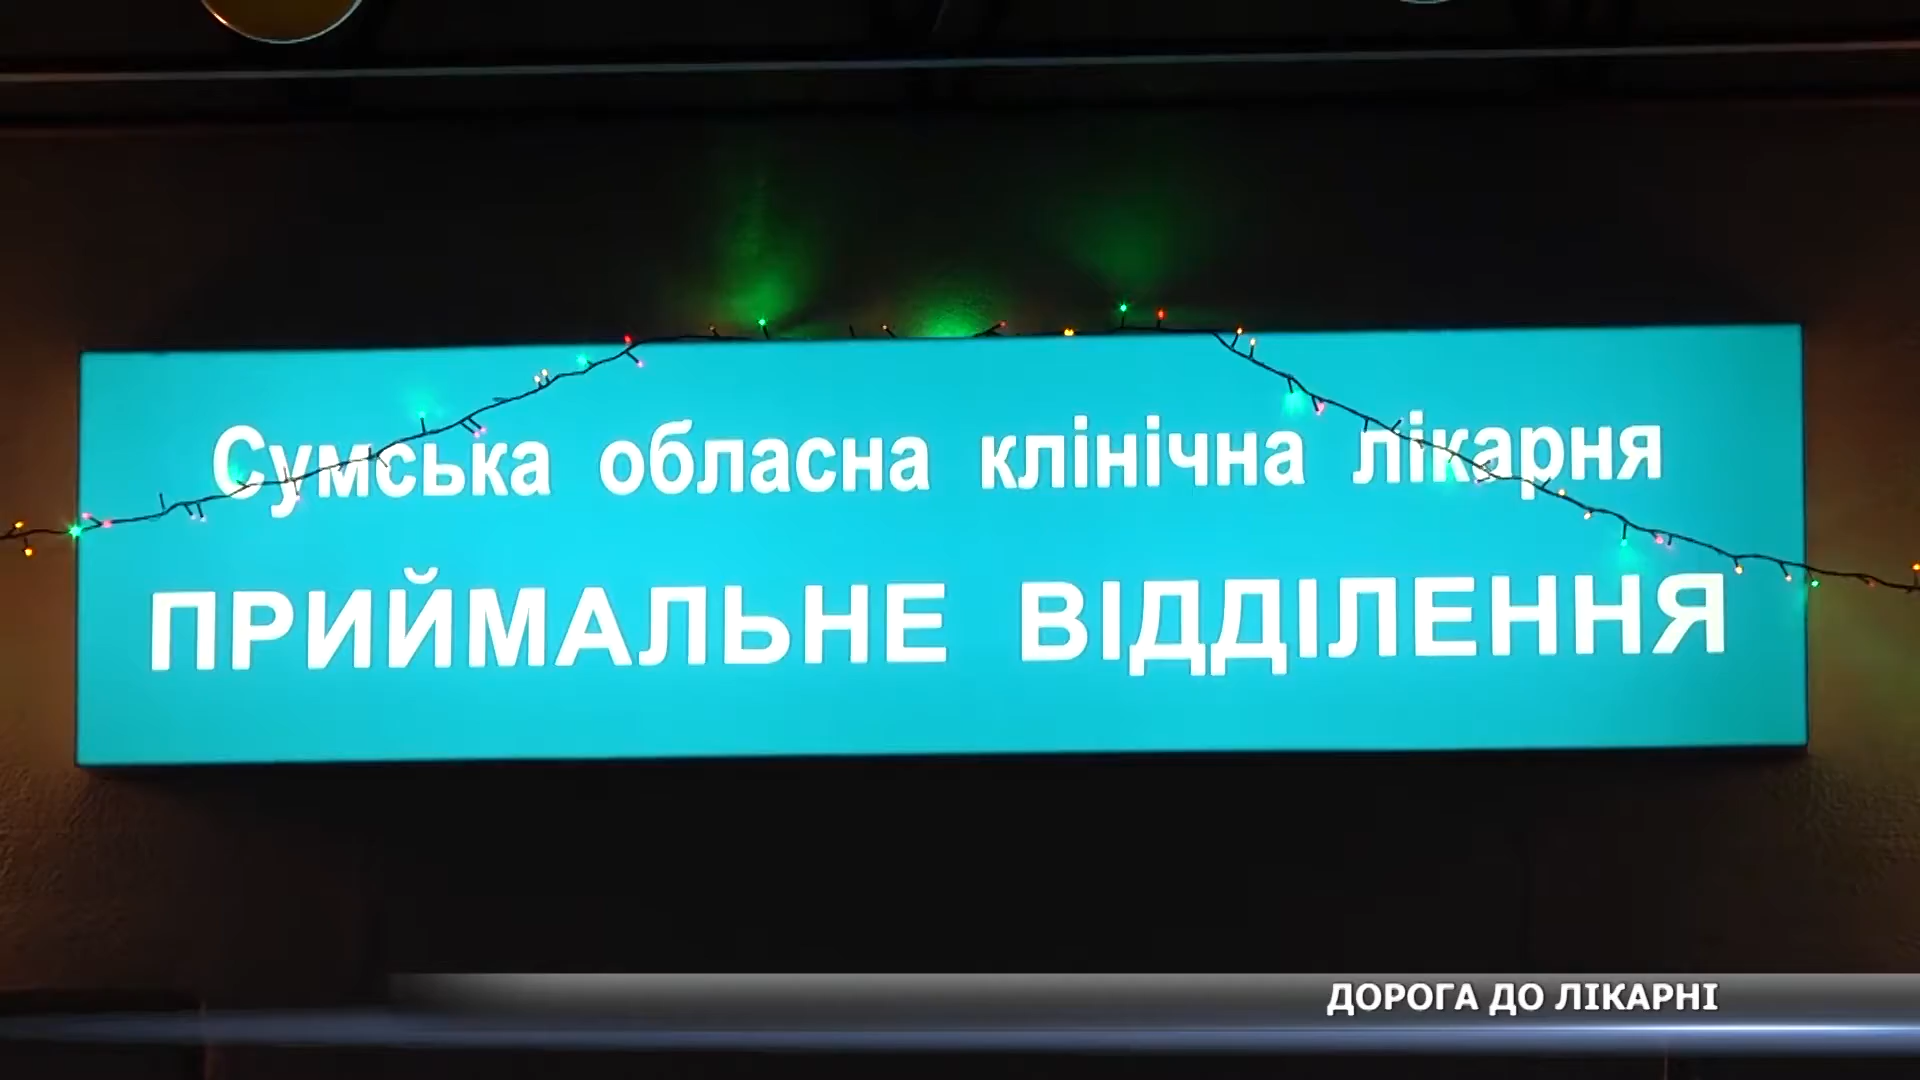 Сумська обласна клінічна лікарня
ПРИЙМАЛЬНЕ ВІДДІЛЕННЯ
ДОРОГА ДО ЛІКАРНІ